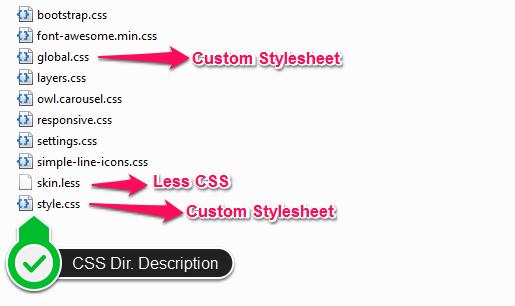 bootstrap.css
font-awesome.min.css
global.css Custom Stylesheet
layers.css
owl.carousel.css
responsive.css
settings.css
simple-line-icons.css
skin.less Less CSS
style.css Custom Stylesheet
CSS Dir. Description